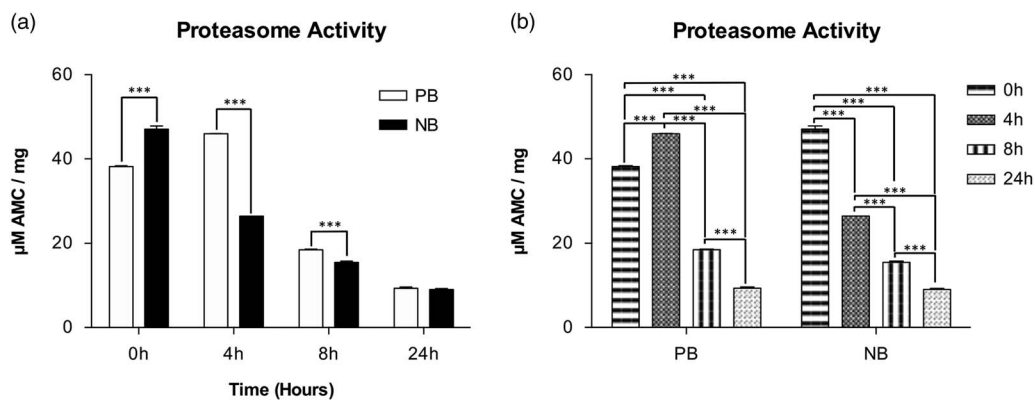 (a)
Proteasome Activity
60
40
20
0
µM AMC / mg
***
***
***
PB
NB
0h
4h
8h
24h
Time (Hours)
(b)
Proteasome Activity
60
40
20
0
µM AMC / mg
***
***
***
*** ***
***
***
***
***
***
***
***
0h
4h
8h
24h
PB
NB